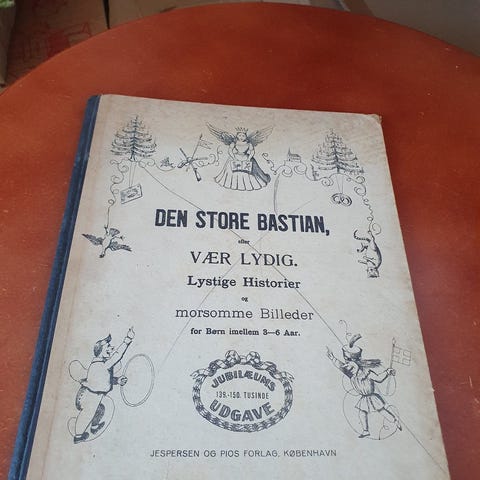 DEN STORE BASTIAN,
eller
VÆR LYDIG.
Lystige Historier
og
morsomme Billeder
for Børn imellem 3—6 Aar.
JUBILÆUMS
139.-150. TUSINDE
UDGAVE
JESPERSEN OG PIOS FORLAG, KØBENHAVN